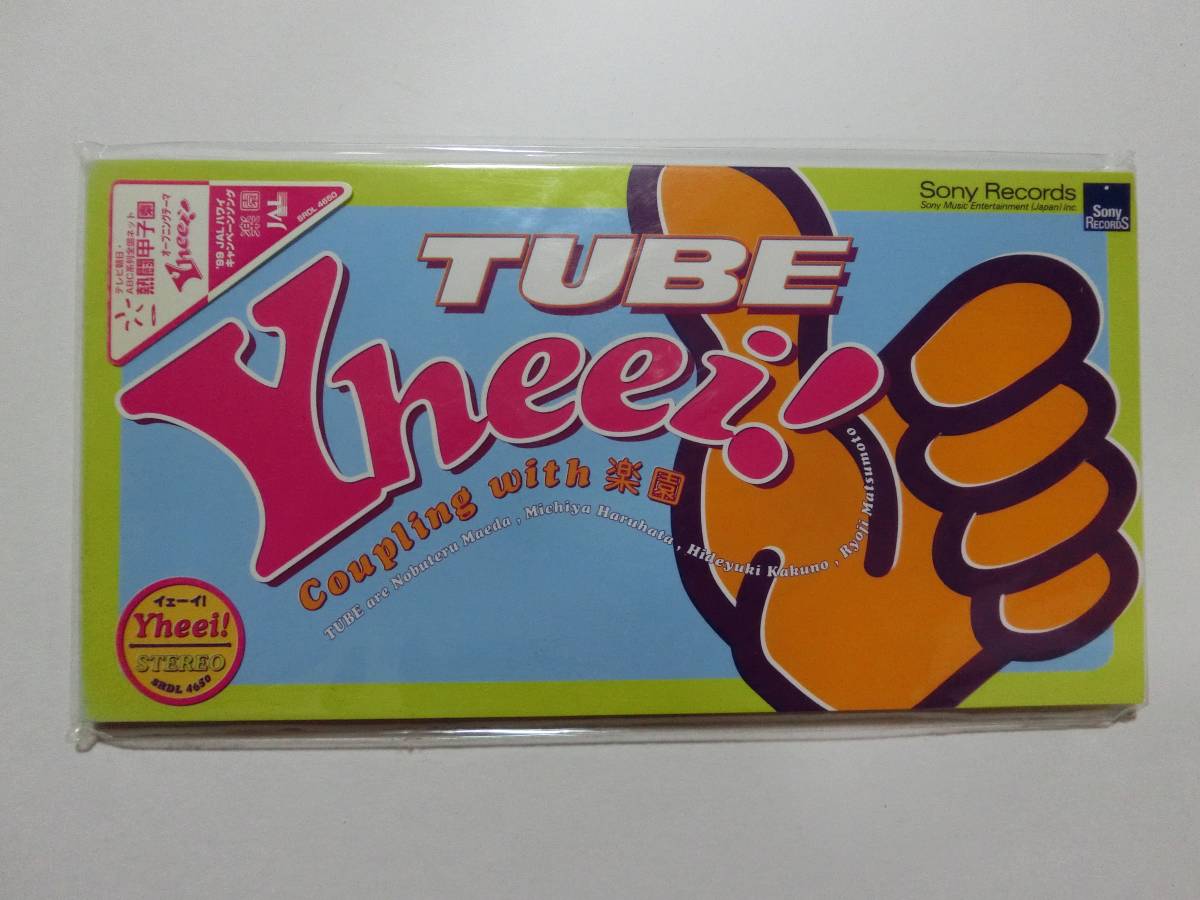 テレビ朝日・
ABC系列全国ネット
熱闘甲子園
オープニングテーマ
Yheei!
'99 JAL ハワイ
キャンペーンソング
楽園
JAL
SRDL 4650
Sony Records
Sony Music Entertainment (Japan) Inc.
Sony
RECORDS
TUBE
Yheei!
Coupling with 楽園
TUBE are Nobuteru Maeda, Michiya Haruhata, Hideyuki Kakuno, Ryoji Matsumoto
イェーイ!
Yheei!
STEREO
SRDL 4650